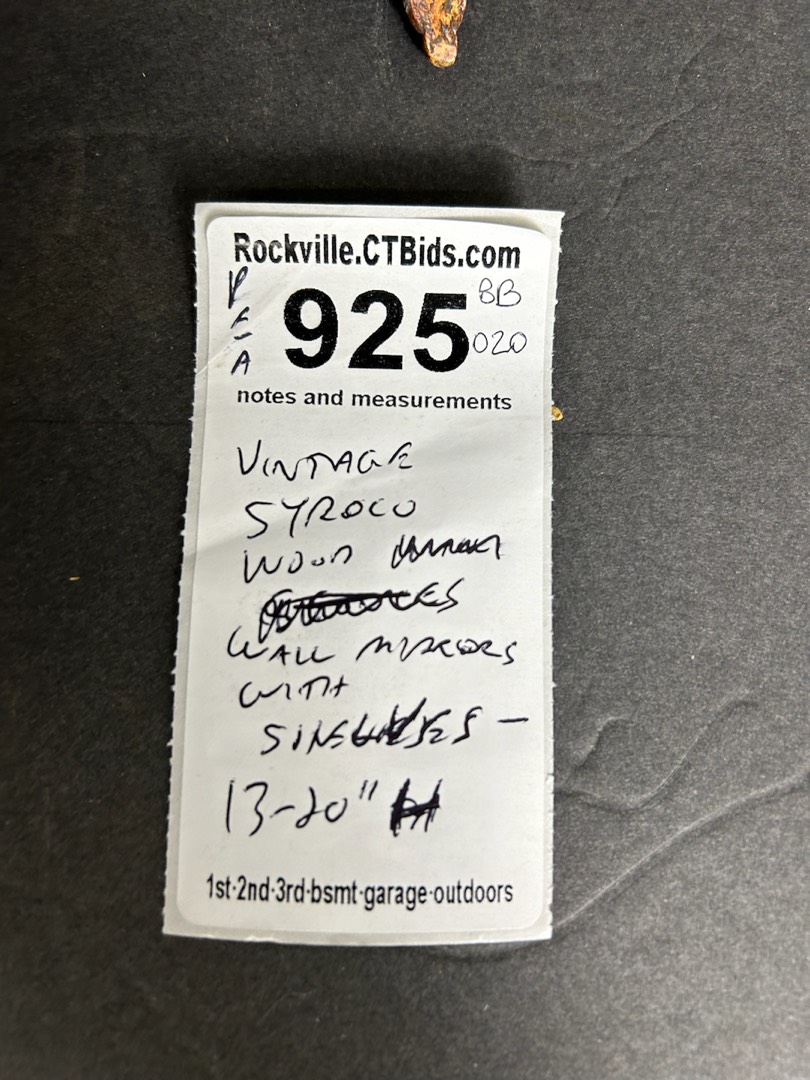 Rockville.CTBids.com
925
BB
020
notes and measurements
VINTAGE
SYROCO
WOOD
WALL MIRRORS
WITH
13-20" H
1st·2nd·3rd·bsmt·garage·outdoors